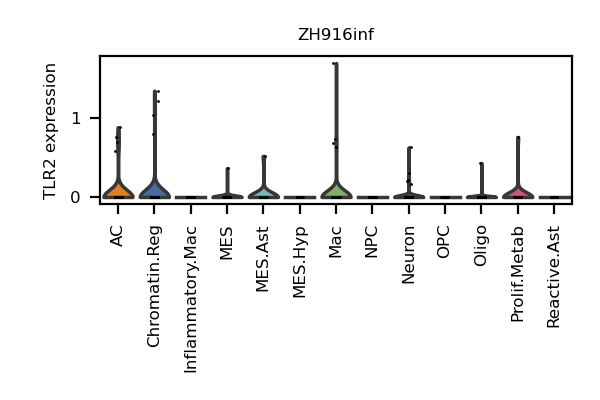 ZH916inf
TLR2 expression
1
0
AC
Chromatin.Reg
Inflammatory.Mac
MES
MES.Ast
MES.Hyp
Mac
NPC
Neuron
OPC
Oligo
Prolif.Metab
Reactive.Ast